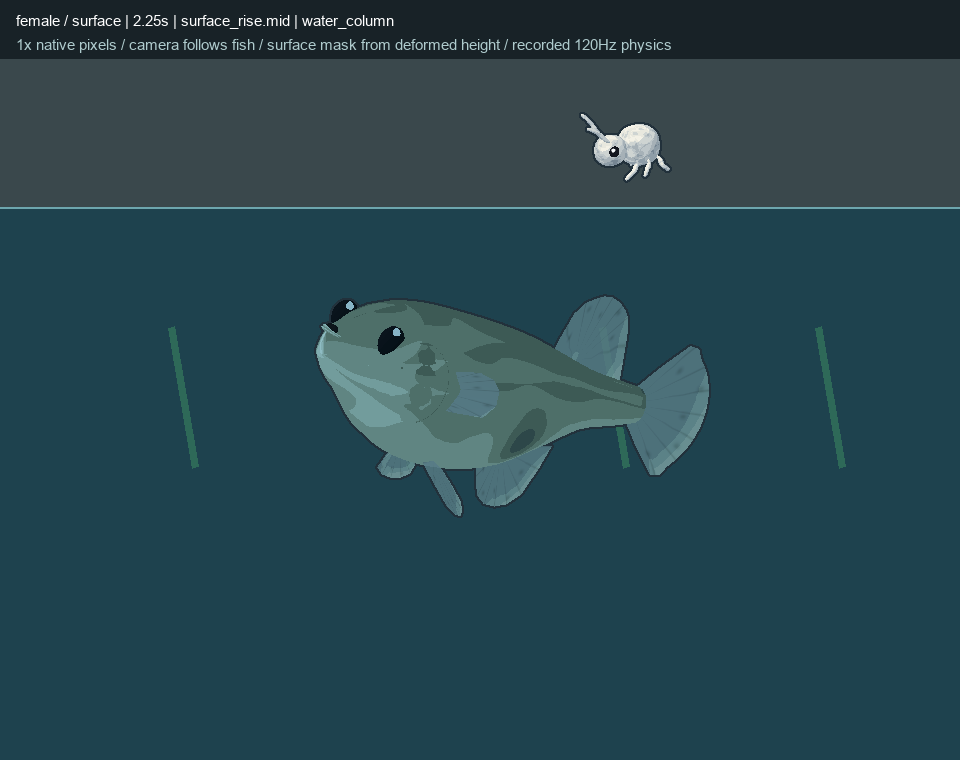 female / surface | 2.25s | surface_rise.mid | water_column
1x native pixels / camera follows fish / surface mask from deformed height / recorded 120Hz physics